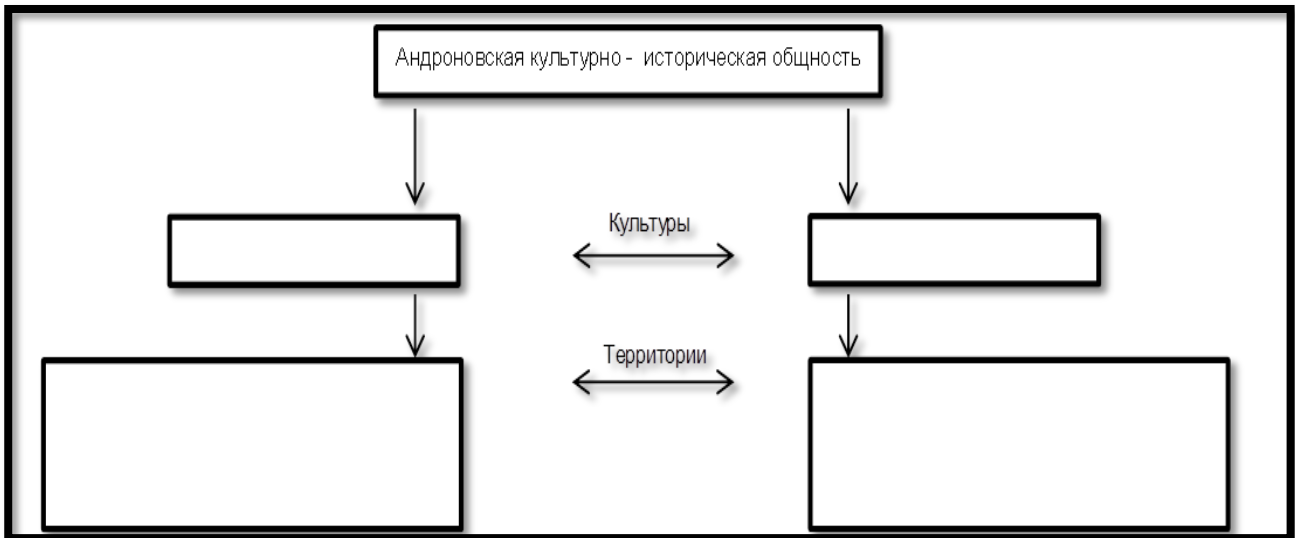 Андроновская культурно - историческая общность
Культуры
Территории